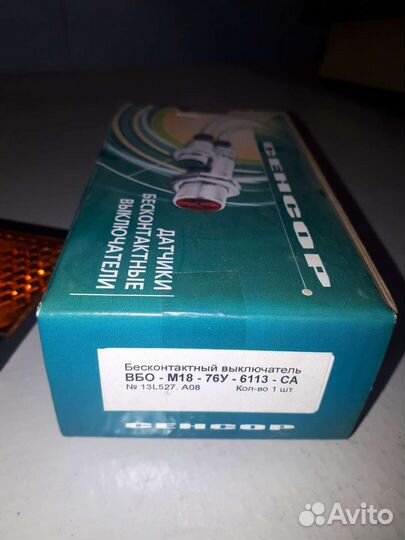 СЕНСОР
ДАТЧИКИ
БЕСКОНТАКТНЫЕ
ВЫКЛЮЧАТЕЛИ
Бесконтактный выключатель
ВБО - М18 - 76У - 6113 - СА
№ 13L527. А08 Кол-во 1 шт.
СЕНСОР
Avito